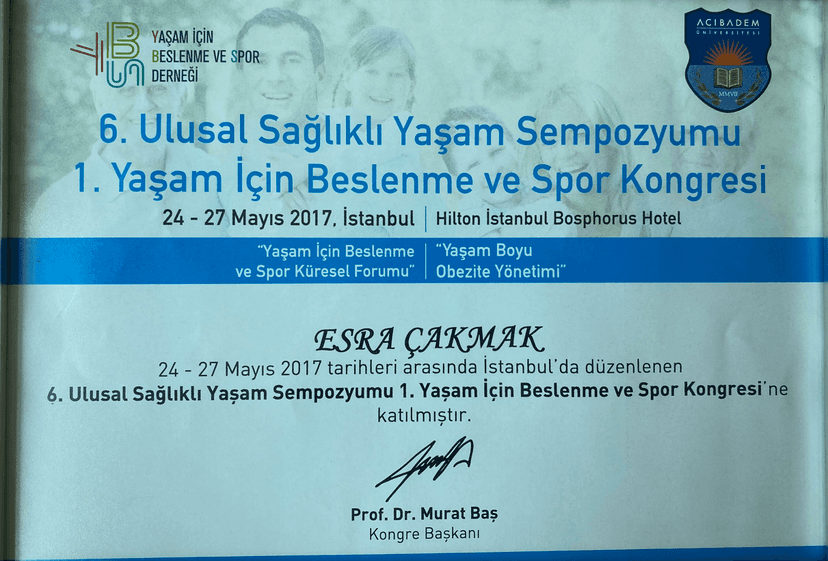 YAŞAM İÇİN
BESLENME VE SPOR
DERNEĞİ
ACIBADEM
ÜNİVERSİTESİ
MMVII
6. Ulusal Sağlıklı Yaşam Sempozyumu
1. Yaşam İçin Beslenme ve Spor Kongresi
24 - 27 Mayıs 2017, İstanbul | Hilton İstanbul Bosphorus Hotel
“Yaşam İçin Beslenme
ve Spor Küresel Forumu”
“Yaşam Boyu
Obezite Yönetimi”
ESRA ÇAKMAK
24 - 27 Mayıs 2017 tarihleri arasında İstanbul’da düzenlenen
6. Ulusal Sağlıklı Yaşam Sempozyumu 1. Yaşam İçin Beslenme ve Spor Kongresi’ne
katılmıştır.
Prof. Dr. Murat Baş
Kongre Başkanı